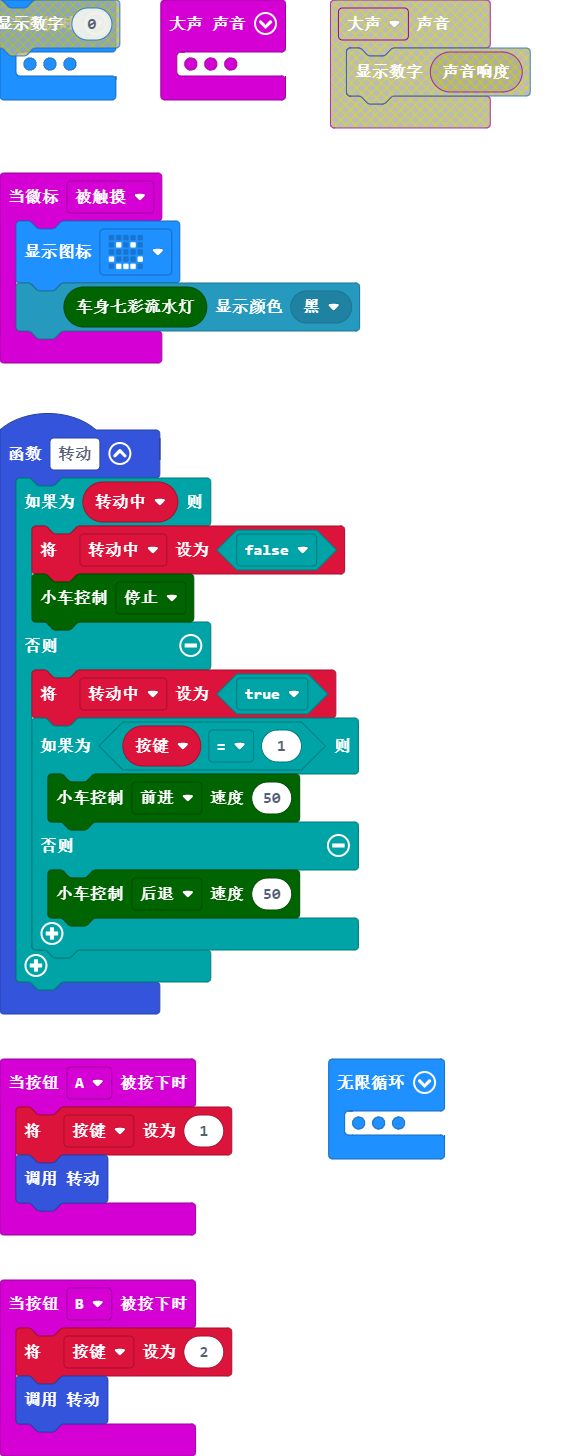 显示数字 0
大声 声音
大声 声音
显示数字 声音响度
当徽标 被触摸
显示图标
车身七彩流水灯 显示颜色 黑
函数 转动
如果为 转动中 则
将 转动中 设为 false
小车控制 停止
否则
将 转动中 设为 true
如果为 按键 = 1 则
小车控制 前进 速度 50
否则
小车控制 后退 速度 50
当按钮 A 被按下时
无限循环
将 按键 设为 1
调用 转动
当按钮 B 被按下时
将 按键 设为 2
调用 转动